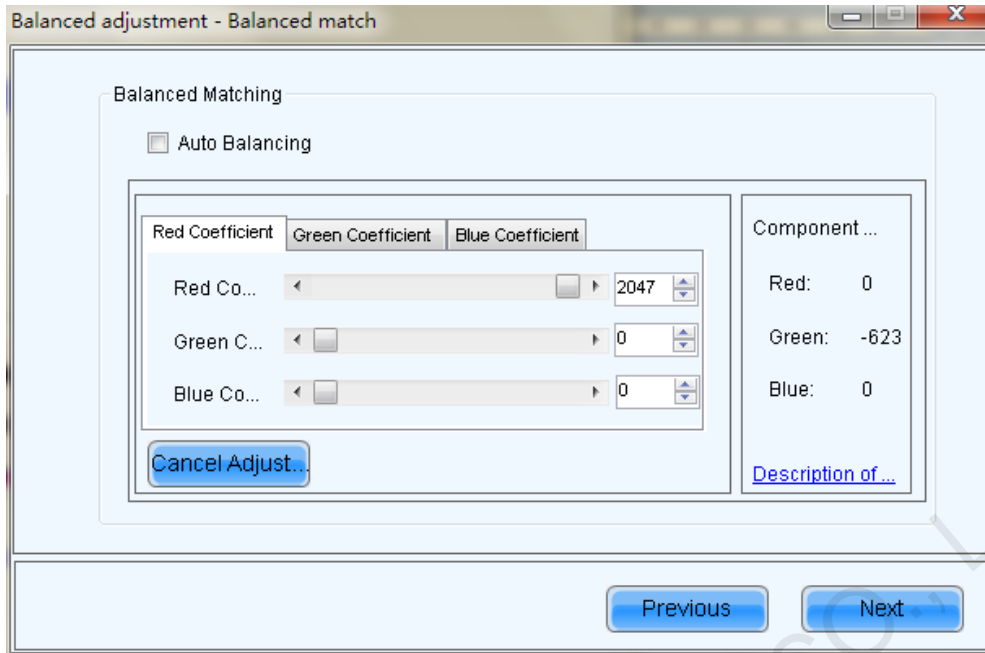 Balanced adjustment - Balanced match
Balanced Matching
Auto Balancing
Red Coefficient Green Coefficient Blue Coefficient
Red Co... 2047
Green C... 0
Blue Co... 0
Cancel Adjust...
Component ...
Red: 0
Green: -623
Blue: 0
Description of ...
Previous Next
CO., L